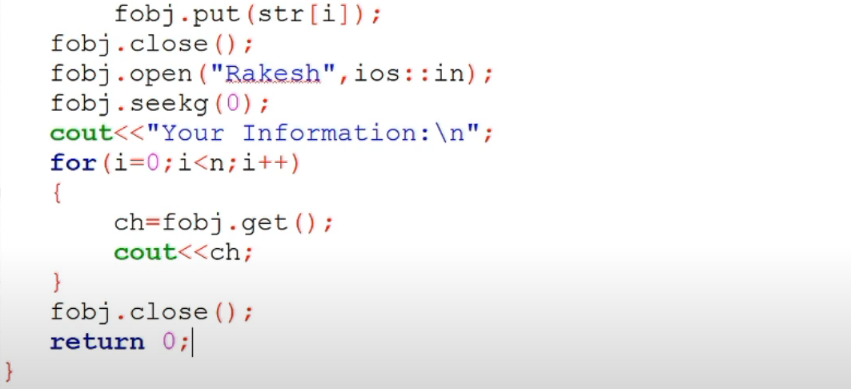 fobj.put(str[i]);
fobj.close();
fobj.open("Rakesh",ios::in);
fobj.seekg(0);
cout<<"Your Information:\n";
for(i=0;i<n;i++)
{
ch=fobj.get();
cout<<ch;
}
fobj.close();
return 0;
}